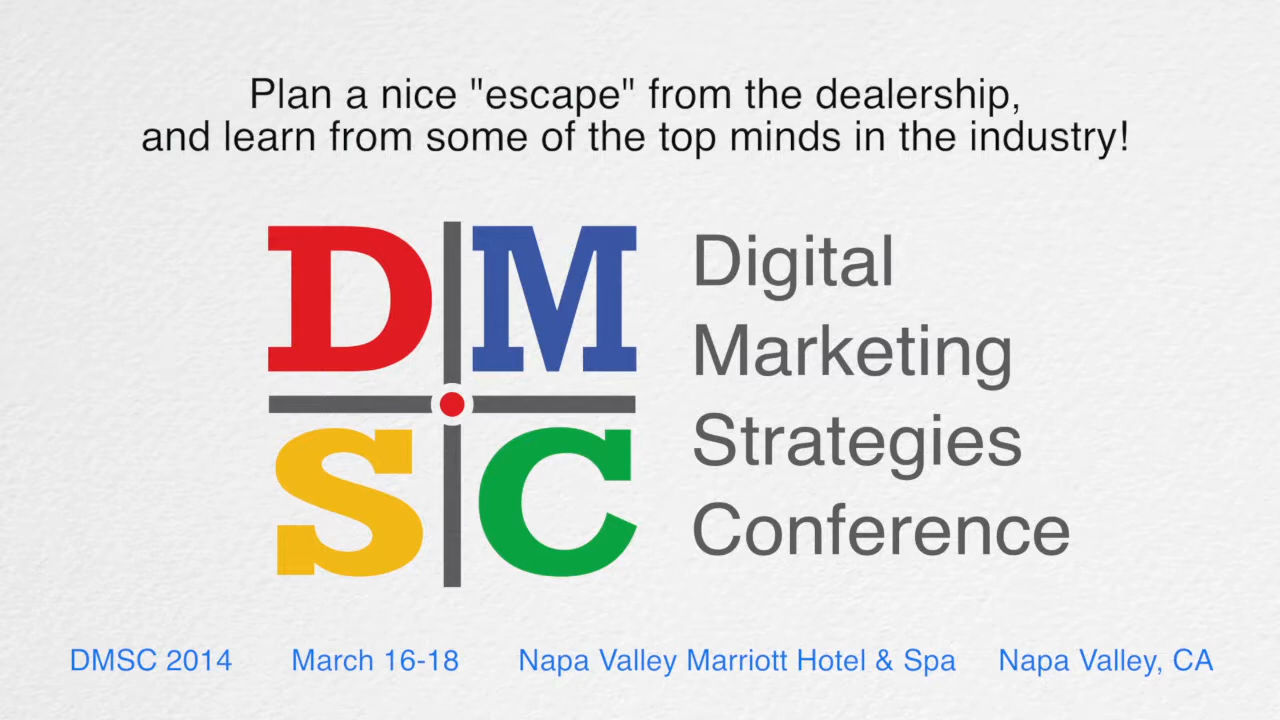 Plan a nice "escape" from the dealership,
and learn from some of the top minds in the industry!
DM
SC
Digital
Marketing
Strategies
Conference
DMSC 2014 March 16-18 Napa Valley Marriott Hotel & Spa Napa Valley, CA